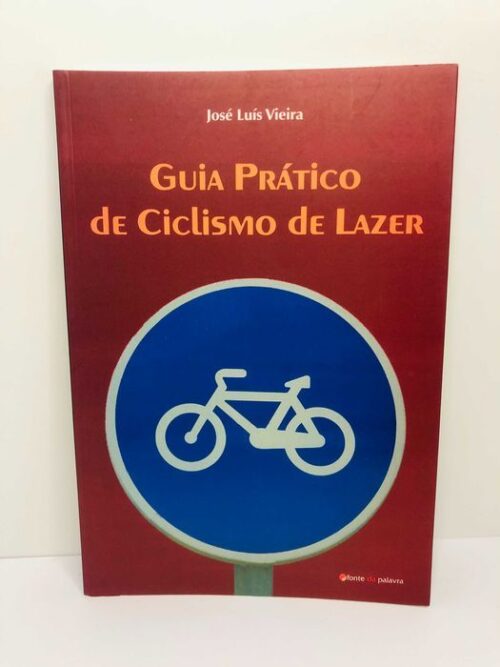 José Luís Vieira
GUIA PRÁTICO
DE CICLISMO DE LAZER
fonte da palavra